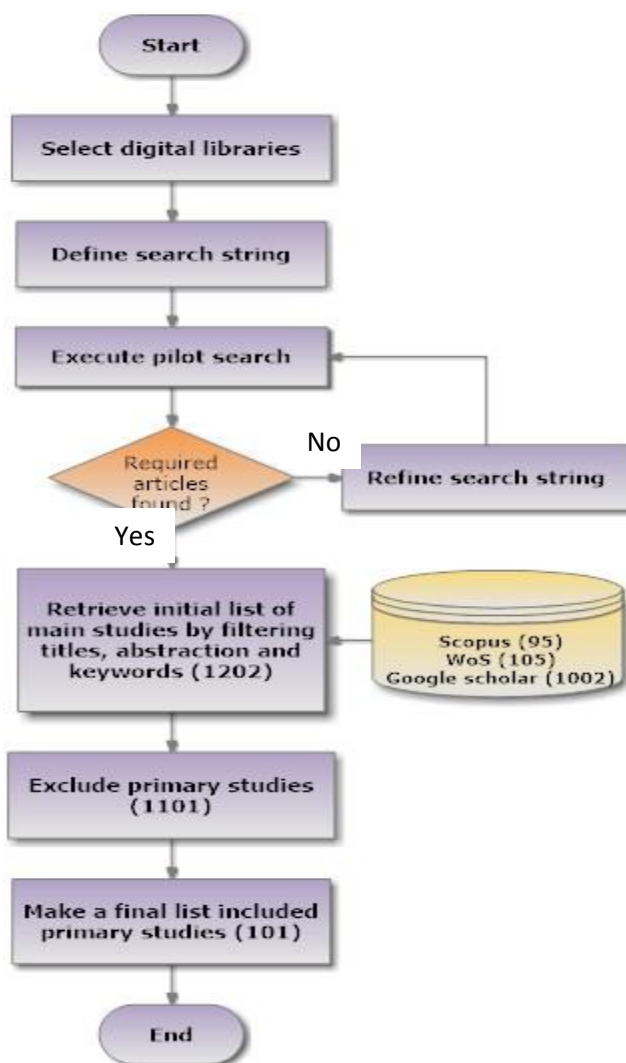 Start
Select digital libraries
Define search string
Execute pilot search
No
Required
articles
found ?
Refine search string
Yes
Retrieve initial list of
main studies by filtering
titles, abstraction and
keywords (1202)
Scopus (95)
WoS (105)
Google scholar (1002)
Exclude primary studies
(1101)
Make a final list included
primary studies (101)
End